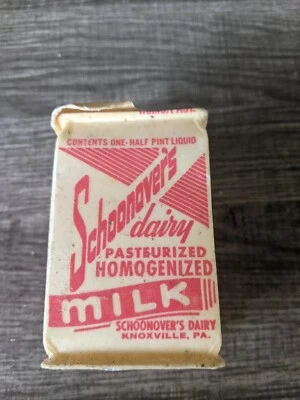 CONTENTS ONE-HALF PINT LIQUID
Schoonover's
dairy
PASTEURIZED
HOMOGENIZED
MILK
SCHOONOVER'S DAIRY
KNOXVILLE, PA.